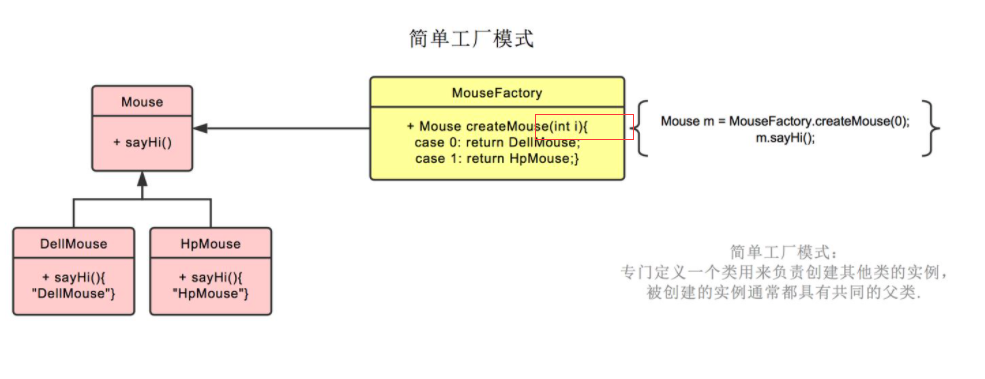 简单工厂模式
Mouse
+ sayHi()
MouseFactory
+ Mouse createMouse(int i){
case 0: return DellMouse;
case 1: return HpMouse;}
Mouse m = MouseFactory.createMouse(0);
m.sayHi();
DellMouse
+ sayHi(){
"DellMouse"}
HpMouse
+ sayHi(){
"HpMouse"}
简单工厂模式：
专门定义一个类用来负责创建其他类的实例，
被创建的实例通常都具有共同的父类.